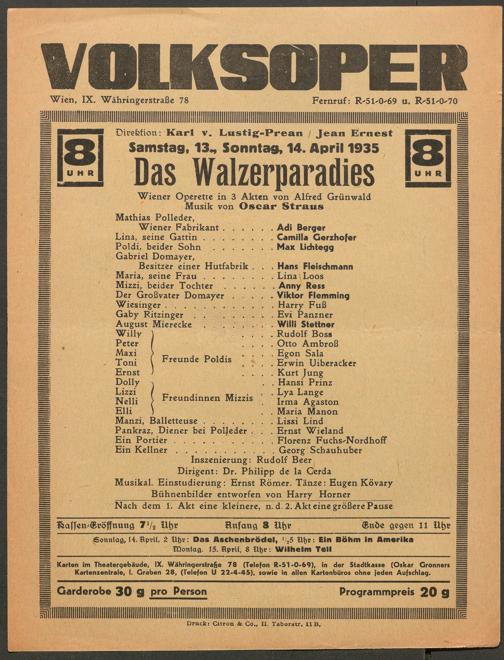 VOLKSOPER
Wien, IX. Währingerstraße 78 Fernruf: R-51-0-69 u. R-51-0-70
8 UHR
Direktion: Karl v. Lustig-Prean / Jean Ernest
8 UHR
Samstag, 13., Sonntag, 14. April 1935
Das Walzerparadies
Wiener Operette in 3 Akten von Alfred Grünwald
Musik von Oscar Straus
Mathias Polleder,
Wiener Fabrikant . . . . . . Adi Berger
Lina, seine Gattin . . . . . . Camilla Gerzhofer
Poldi, beider Sohn . . . . . . Max Lichtegg
Gabriel Domayer,
Besitzer einer Hutfabrik . . . Hans Fleischmann
Maria, seine Frau . . . . . . Lina Loos
Mizzi, beider Tochter . . . . . Anny Ress
Der Großvater Domayer . . . . . Viktor Flemming
Wiesinger . . . . . . . . . . Harry Fuß
Gaby Ritzinger . . . . . . . . Evi Panzner
August Mierecke . . . . . . . Willi Stettner
Willy . . . . Rudolf Boss
Peter . . . . Otto Ambroß
Maxi . . . . Egon Sala
Toni Freunde Poldis . . . . Erwin Uiberacker
Ernst . . . . Kurt Jung
Dolly . . . . Hansi Prinz
Lizzi . . . . Lya Lange
Nelli Freundinnen Mizzis . . . . Irma Agaston
Elli . . . . Maria Manon
Manzi, Balletteuse . . . . . . Lissi Lind
Pankraz, Diener bei Polleder . . . Ernst Wieland
Ein Portier . . . . . . . . . Florenz Fuchs-Nordhoff
Ein Kellner . . . . . . . . . Georg Schauhuber
Inszenierung: Rudolf Beer
Dirigent: Dr. Philipp de la Cerda
Musikal. Einstudierung: Ernst Römer. Tänze: Eugen Kövary
Bühnenbilder entworfen von Harry Horner
Nach dem 1. Akt eine kleinere, n. d. 2. Akt eine größere Pause
Kassen-Eröffnung 7½ Uhr Anfang 8 Uhr Ende gegen 11 Uhr
Sonntag, 14. April, 2 Uhr: Das Aschenbrödel, ½5 Uhr: Ein Böhm in Amerika
Montag, 15. April, 8 Uhr: Wilhelm Tell
Karten im Theatergebäude, IX. Währingerstraße 78 (Telefon R-51-0-69), in der Stadtkasse (Oskar Gronners
Kartenzentrale, I. Graben 28, (Telefon U 22-4-45), sowie in allen Kartenbüros ohne jeden Aufschlag.
Garderobe 30 g pro Person Programmpreis 20 g
Druck: Citron & Co., II. Taborstr. 11 B.